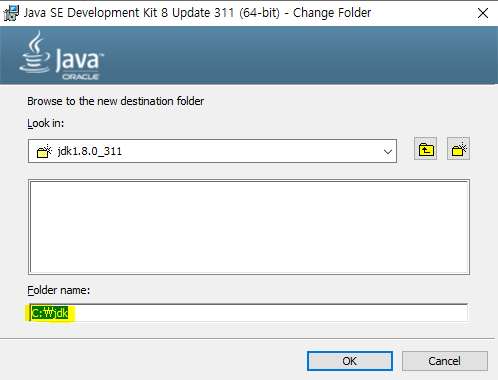 Java SE Development Kit 8 Update 311 (64-bit) - Change Folder
Java™
ORACLE
Browse to the new destination folder
Look in:
jdk1.8.0_311
Folder name:
C:₩jdk
OK
Cancel